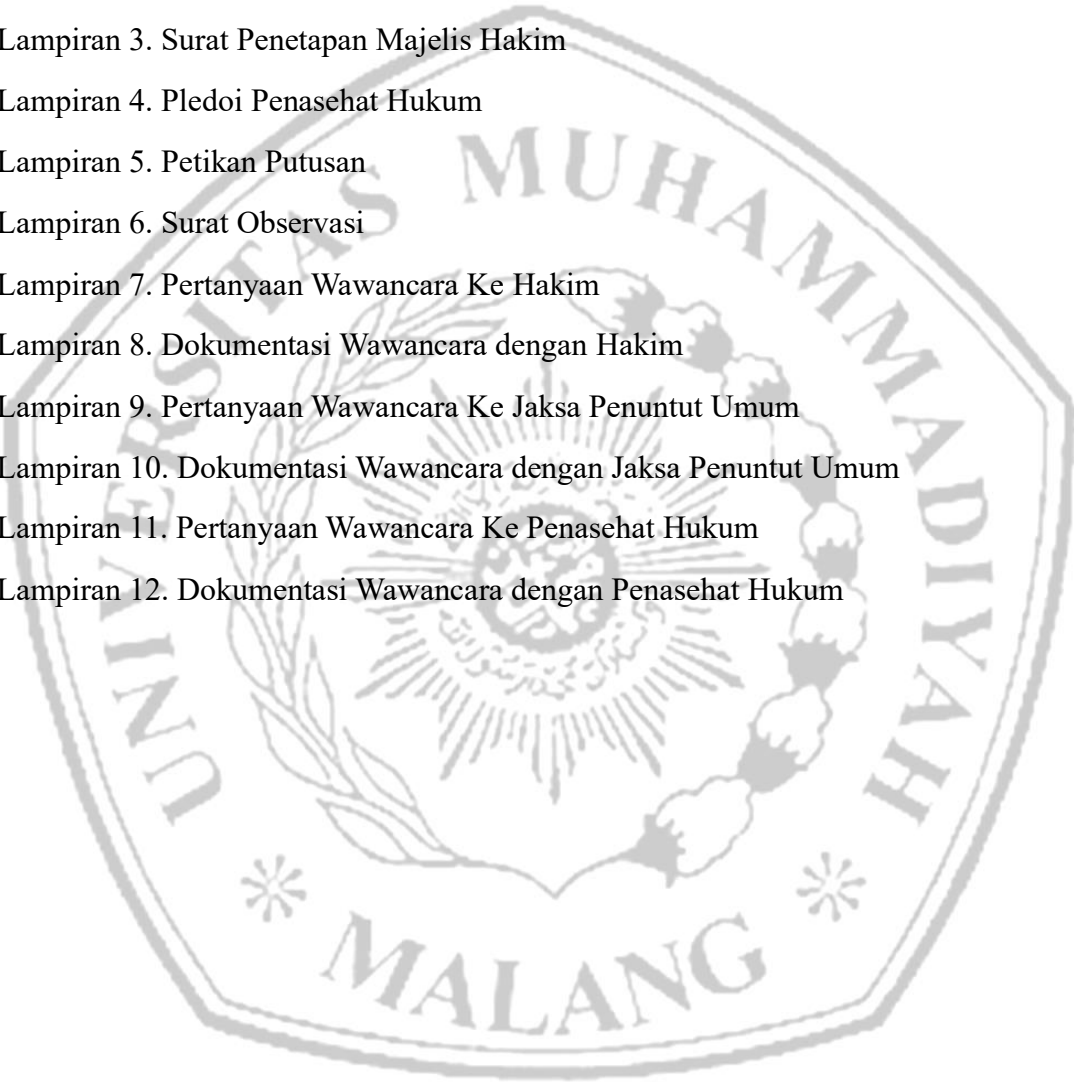 Lampiran 3. Surat Penetapan Majelis Hakim
Lampiran 4. Pledoi Penasehat Hukum
Lampiran 5. Petikan Putusan
Lampiran 6. Surat Observasi
Lampiran 7. Pertanyaan Wawancara Ke Hakim
Lampiran 8. Dokumentasi Wawancara dengan Hakim
Lampiran 9. Pertanyaan Wawancara Ke Jaksa Penuntut Umum
Lampiran 10. Dokumentasi Wawancara dengan Jaksa Penuntut Umum
Lampiran 11. Pertanyaan Wawancara Ke Penasehat Hukum
Lampiran 12. Dokumentasi Wawancara dengan Penasehat Hukum
UNIVERSITAS MUHAMMADIYAH
MALANG